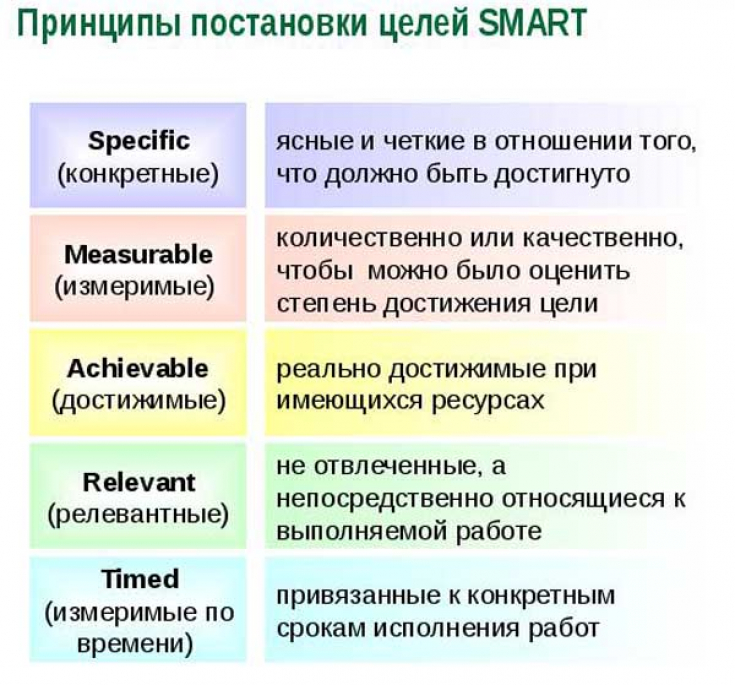 Принципы постановки целей SMART
Specific
(конкретные)
ясные и четкие в отношении того,
что должно быть достигнуто
Measurable
(измеримые)
количественно или качественно,
чтобы можно было оценить
степень достижения цели
Achievable
(достижимые)
реально достижимые при
имеющихся ресурсах
Relevant
(релевантные)
не отвлеченные, а
непосредственно относящиеся к
выполняемой работе
Timed
(измеримые по
времени)
привязанные к конкретным
срокам исполнения работ